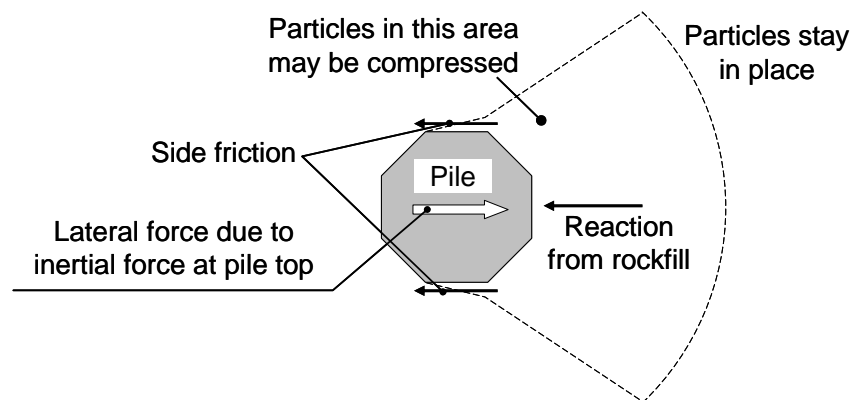 Particles in this area
may be compressed
Particles stay
in place
Side friction
Pile
Lateral force due to
inertial force at pile top
Reaction
from rockfill